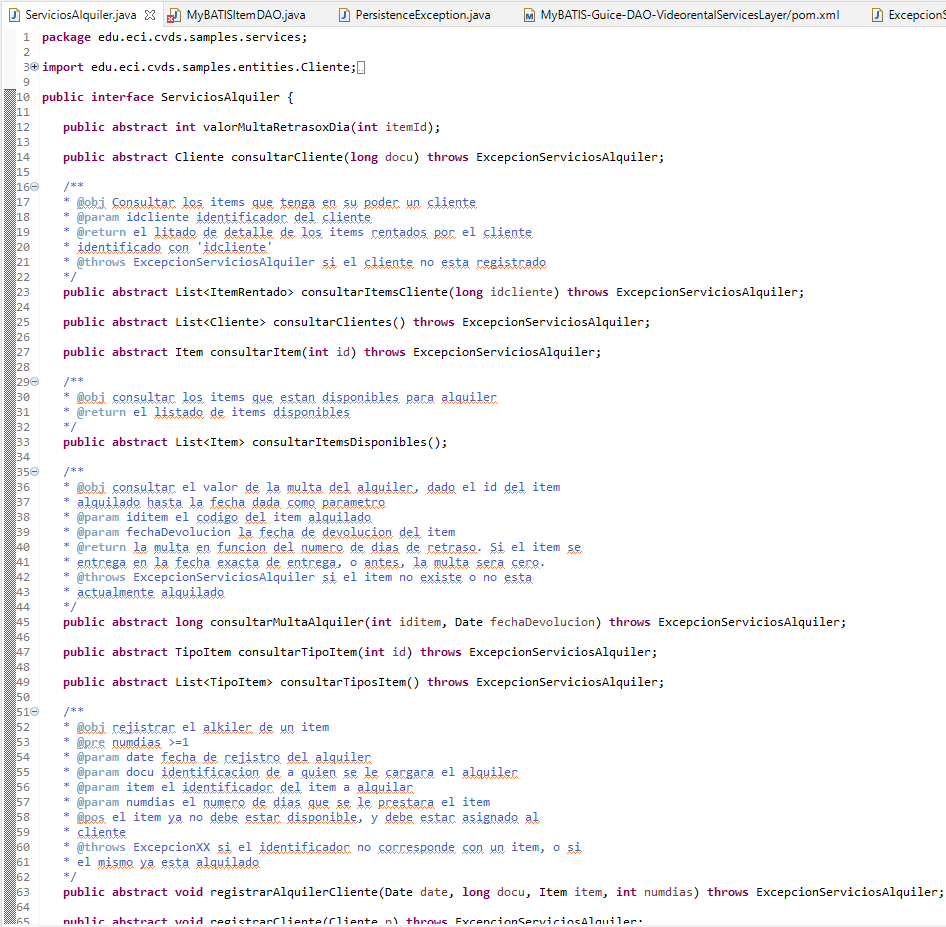 ServiciosAlquiler.java MyBATISItemDAO.java PersistenceException.java MyBATIS-Guice-DAO-VideorentalServicesLayer/pom.xml ExcepcionS
1 package edu.eci.cvds.samples.services;
2
3 import edu.eci.cvds.samples.entities.Cliente;
9
10 public interface ServiciosAlquiler {
11
12 public abstract int valorMultaRetrasoxDia(int itemId);
13
14 public abstract Cliente consultarCliente(long docu) throws ExcepcionServiciosAlquiler;
15
16 /**
17 * @obj Consultar los items que tenga en su poder un cliente
18 * @param idcliente identificador del cliente
19 * @return el litado de detalle de los items rentados por el cliente
20 * identificado con 'idcliente'
21 * @throws ExcepcionServiciosAlquiler si el cliente no esta registrado
22 */
23 public abstract List<ItemRentado> consultarItemsCliente(long idcliente) throws ExcepcionServiciosAlquiler;
24
25 public abstract List<Cliente> consultarClientes() throws ExcepcionServiciosAlquiler;
26
27 public abstract Item consultarItem(int id) throws ExcepcionServiciosAlquiler;
28
29 /**
30 * @obj consultar los items que estan disponibles para alquiler
31 * @return el listado de items disponibles
32 */
33 public abstract List<Item> consultarItemsDisponibles();
34
35 /**
36 * @obj consultar el valor de la multa del alquiler, dado el id del item
37 * alquilado hasta la fecha dada como parametro
38 * @param iditem el codigo del item alquilado
39 * @param fechaDevolucion la fecha de devolucion del item
40 * @return la multa en funcion del numero de dias de retraso. Si el item se
41 * entrega en la fecha exacta de entrega, o antes, la multa sera cero.
42 * @throws ExcepcionServiciosAlquiler si el item no existe o no esta
43 * actualmente alquilado
44 */
45 public abstract long consultarMultaAlquiler(int iditem, Date fechaDevolucion) throws ExcepcionServiciosAlquiler;
46
47 public abstract TipoItem consultarTipoItem(int id) throws ExcepcionServiciosAlquiler;
48
49 public abstract List<TipoItem> consultarTiposItem() throws ExcepcionServiciosAlquiler;
50
51 /**
52 * @obj rejistrar el alkiler de un item
53 * @pre numdias >=1
54 * @param date fecha de rejistro del alquiler
55 * @param docu identificacion de a quien se le cargara el alquiler
56 * @param item el identificador del item a alquilar
57 * @param numdias el numero de dias que se le prestara el item
58 * @pos el item ya no debe estar disponible, y debe estar asignado al
59 * cliente
60 * @throws ExcepcionXX si el identificador no corresponde con un item, o si
61 * el mismo ya esta alquilado
62 */
63 public abstract void registrarAlquilerCliente(Date date, long docu, Item item, int numdias) throws ExcepcionServiciosAlquiler;
64
65 public abstract void registrarCliente(Cliente p) throws ExcepcionServiciosAlquiler;